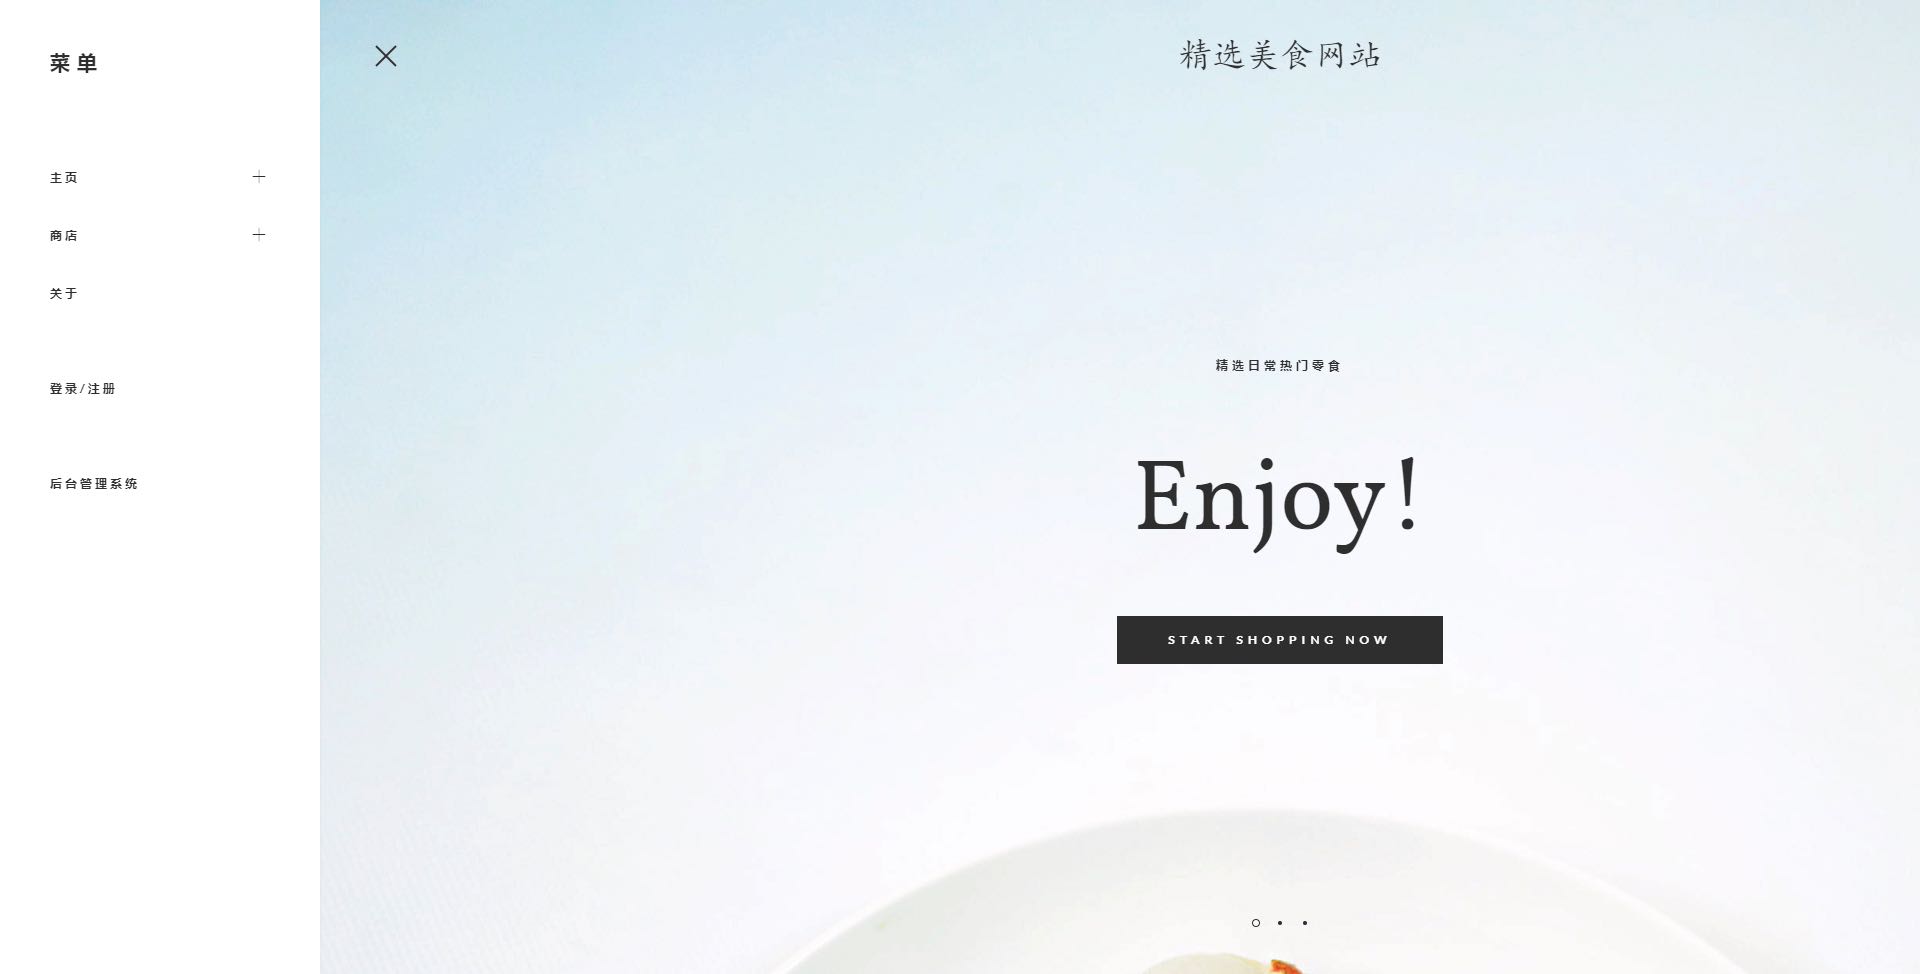 菜单
主页
商店
关于
登录/注册
后台管理系统
精选美食网站
精选日常热门零食
Enjoy!
START SHOPPING NOW